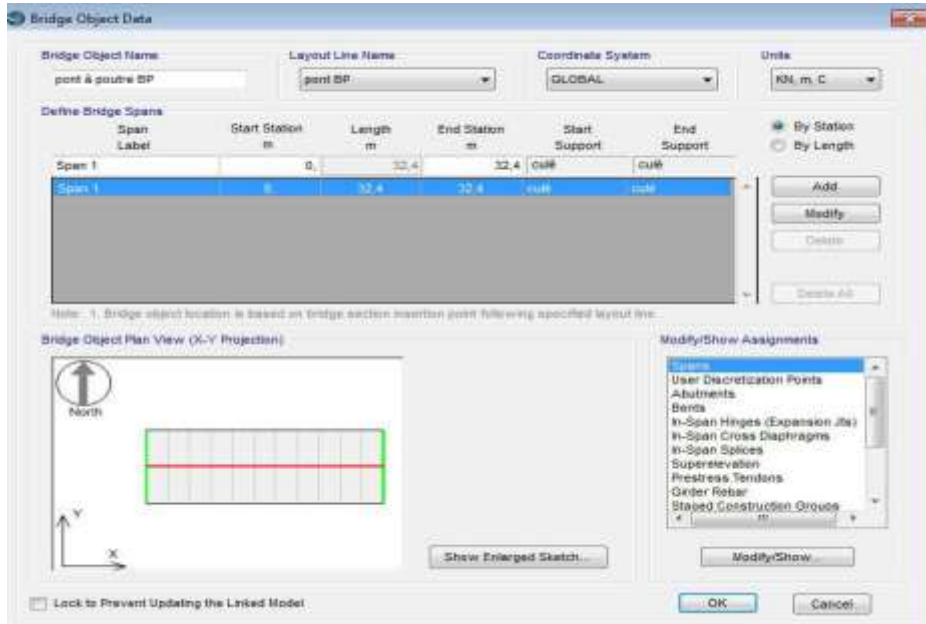 Bridge Object Data
Bridge Object Name
Layout Line Name
Coordinate System
Units
pont à poutre BP
pont BP
GLOBAL
KN, m, C
Define Bridge Spans
Span Label
Start Station m
Length m
End Station m
Start Support
End Support
By Station
By Length
Span 1 0, 32,4 32,4 culé culé
Span 1 0, 32,4 32,4 culé culé
Add
Modify
Delete
Delete All
Note: 1. Bridge object location is based on bridge section insertion point following specified layout line.
Bridge Object Plan View (X-Y Projection)
North
Y
X
Show Enlarged Sketch...
Modify/Show Assignments
Spans
User Discretization Points
Abutments
Bents
In-Span Hinges (Expansion Jts)
In-Span Cross Diaphragms
In-Span Splices
Superelevation
Prestress Tendons
Girder Rebar
Staged Construction Groups
Modify/Show...
Lock to Prevent Updating the Linked Model
OK
Cancel